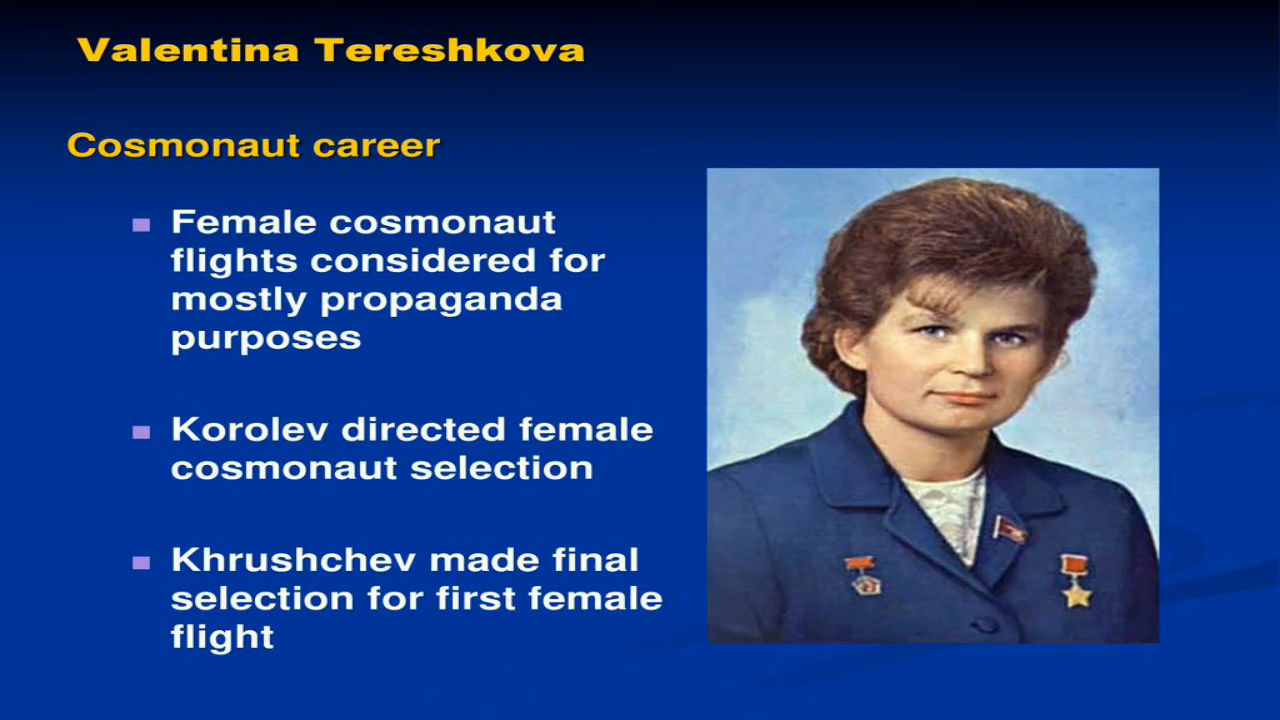 Valentina Tereshkova
Cosmonaut career
Female cosmonaut
flights considered for
mostly propaganda
purposes
Korolev directed female
cosmonaut selection
Khrushchev made final
selection for first female
flight